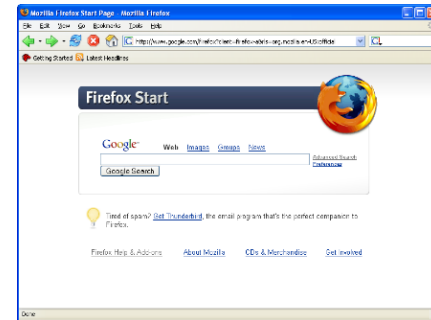 Mozilla Firefox Start Page - Mozilla Firefox
File Edit View Go Bookmarks Tools Help
Getting Started Latest Headlines
Firefox Start
Google Web Images Groups News
Advanced Search
Preferences
Google Search
Tired of spam? Get Thunderbird, the email program that's the perfect companion to
Firefox.
Firefox Help & Add-ons About Mozilla CDs & Merchandise Get Involved
Done